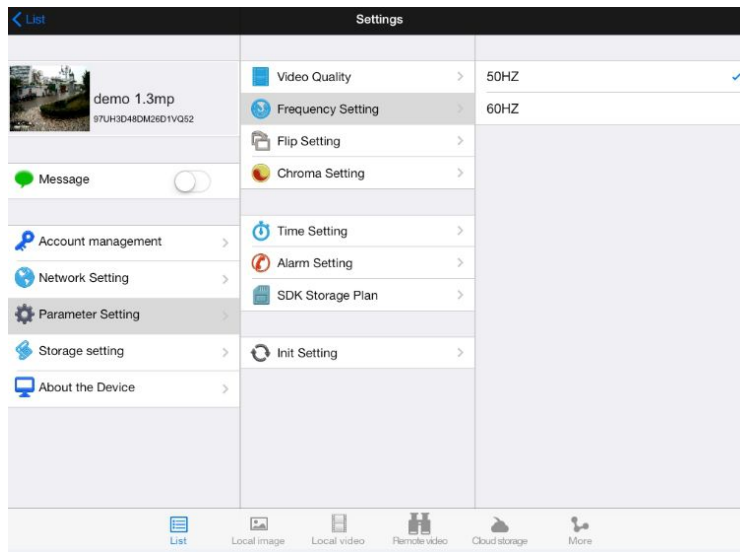 List
Settings
demo 1.3mp
97UH3D48DM26D1VQ52
Message
Account management
Network Setting
Parameter Setting
Storage setting
About the Device
Video Quality
Frequency Setting
Flip Setting
Chroma Setting
Time Setting
Alarm Setting
SDK Storage Plan
Init Setting
50HZ
60HZ
List
Local image
Local video
Remote video
Cloud storage
More